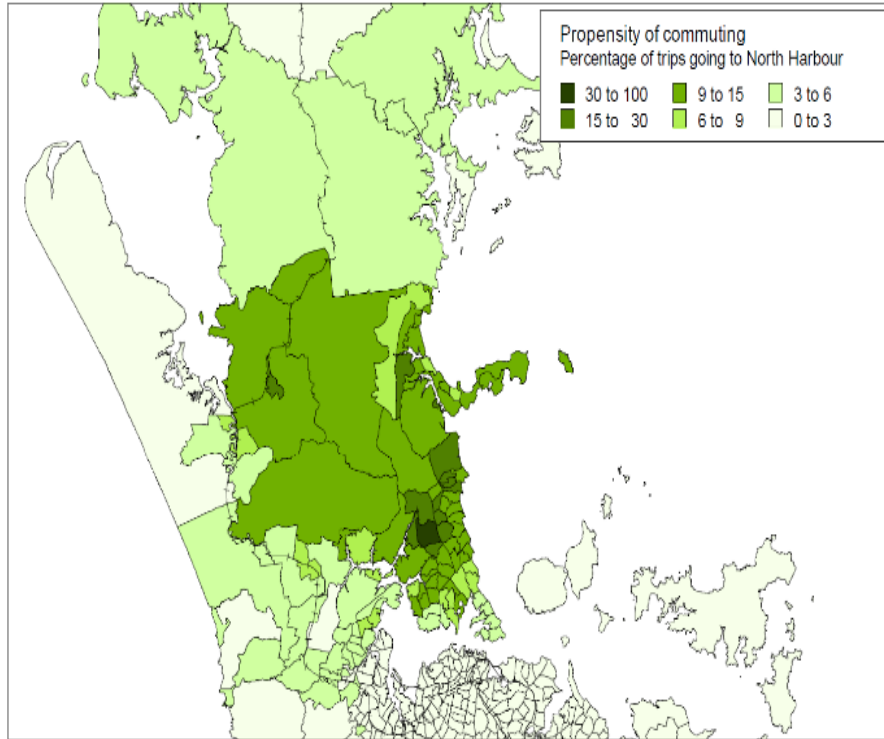 Propensity of commuting
Percentage of trips going to North Harbour
30 to 100 9 to 15 3 to 6
15 to 30 6 to 9 0 to 3